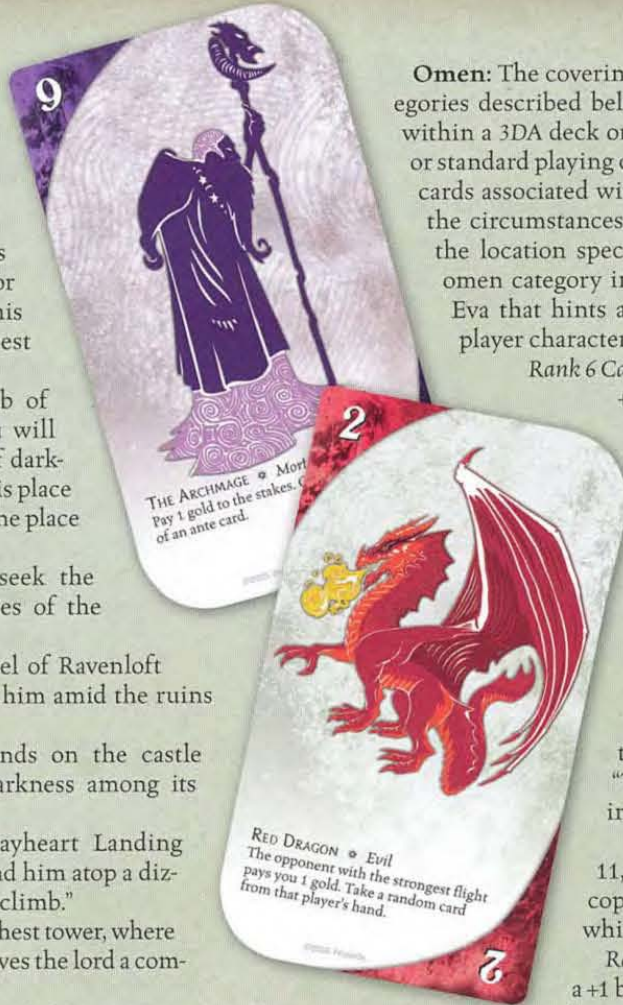 s
or
his
est
b of
will
f dark-
is place
he place
seek the
es of the
el of Ravenloft
him amid the ruins
nds on the castle
arkness among its
ayheart Landing
nd him atop a diz-
climb."
hest tower, where
ves the lord a com-
9
THE ARCHMAGE Mort
Pay 1 gold to the stakes.
of an ante card.
2
RED DRAGON Evil
The opponent with the strongest flight
pays you 1 gold. Take a random card
from that player's hand.
2
Omen: The coverin
egories described bel
within a 3DA deck or
or standard playing c
cards associated wi
the circumstances
the location spec
omen category in
Eva that hints a
player character
Rank 6 Ca
+
t
"
in
11,
cop
whi
Ra
a +1 b